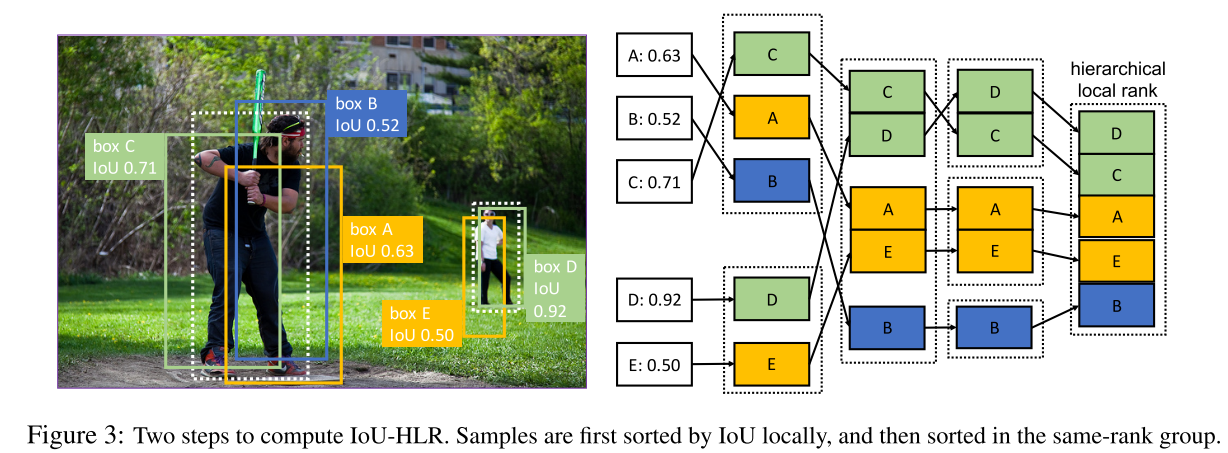 box B
IoU 0.52
box C
IoU 0.71
box A
IoU 0.63
box D
IoU
0.92
box E
IoU 0.50
A: 0.63
B: 0.52
C: 0.71
D: 0.92
E: 0.50
C
A
B
D
E
C
D
A
E
B
D
C
A
E
B
hierarchical
local rank
D
C
A
E
B
Figure 3: Two steps to compute IoU-HLR. Samples are first sorted by IoU locally, and then sorted in the same-rank group.